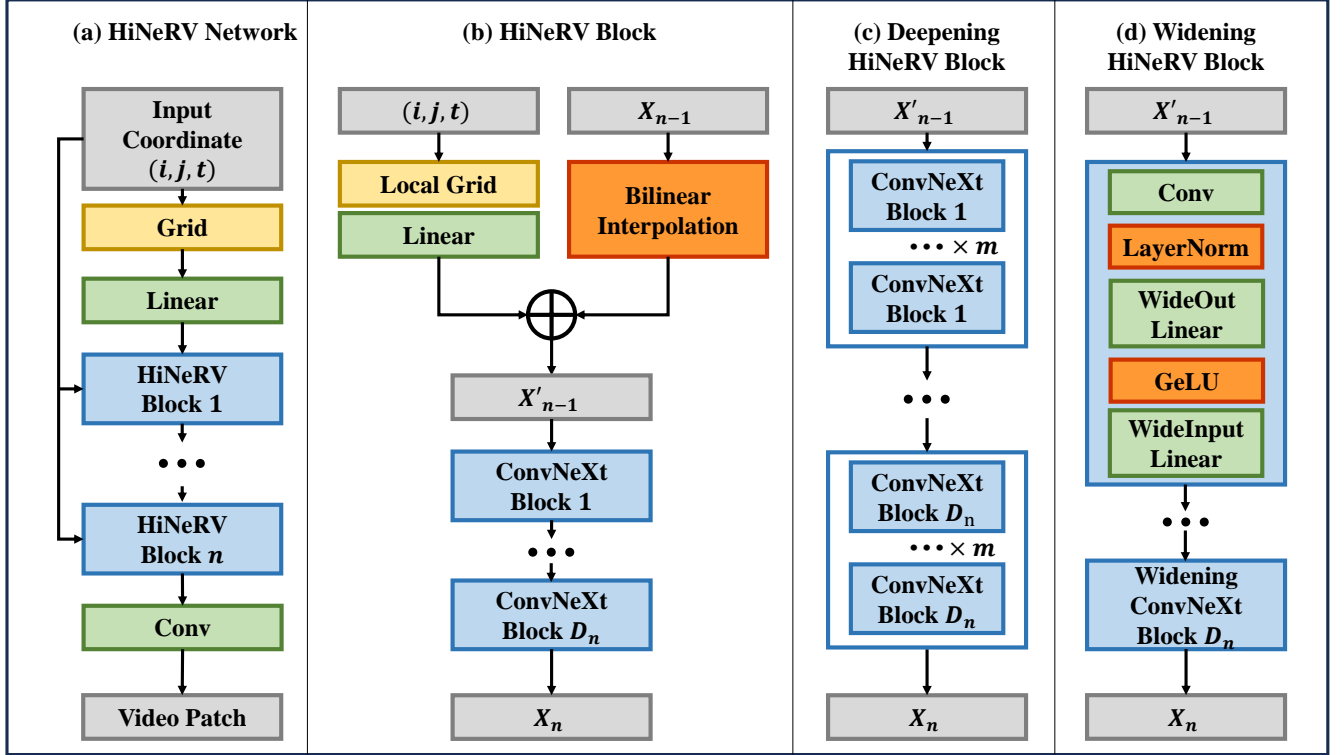 (a) HiNeRV Network
Input
Coordinate
(i, j, t)
Grid
Linear
HiNeRV
Block 1
•••
HiNeRV
Block n
Conv
Video Patch
(b) HiNeRV Block
(i, j, t)
X_{n−1}
Local Grid
Linear
Bilinear
Interpolation
X'_{n−1}
ConvNeXt
Block 1
•••
ConvNeXt
Block D_n
X_n
(c) Deepening
HiNeRV Block
X'_{n−1}
ConvNeXt
Block 1
••• × m
ConvNeXt
Block 1
•••
ConvNeXt
Block D_n
••• × m
ConvNeXt
Block D_n
X_n
(d) Widening
HiNeRV Block
X'_{n−1}
Conv
LayerNorm
WideOut
Linear
GeLU
WideInput
Linear
•••
Widening
ConvNeXt
Block D_n
X_n